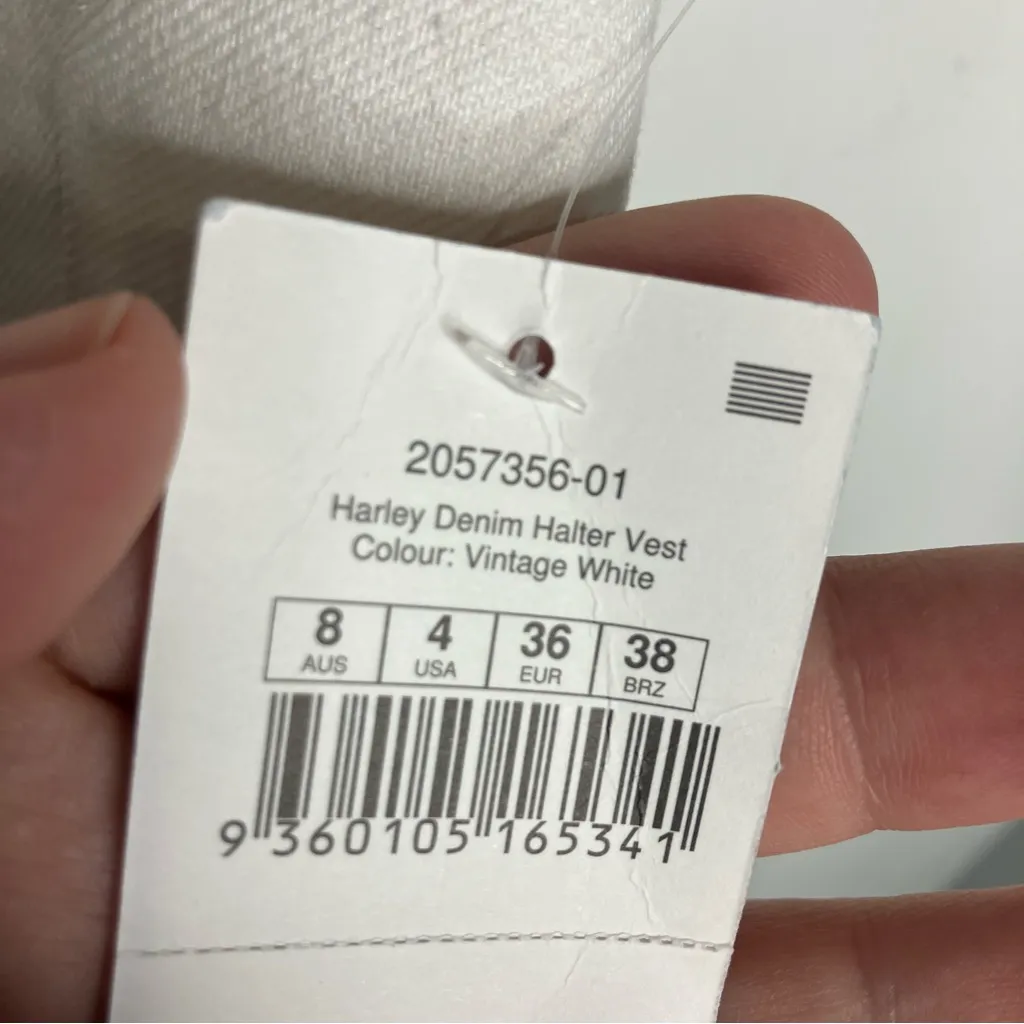 2057356-01
Harley Denim Halter Vest
Colour: Vintage White
8 4 36 38
AUS USA EUR BRZ
9 360105 165341